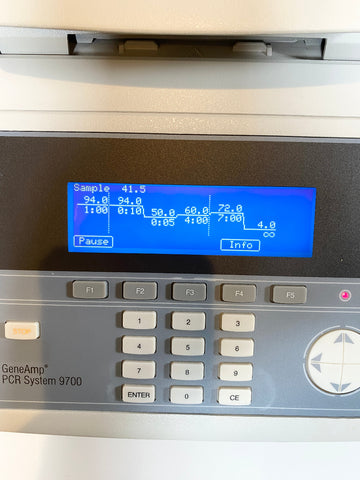 Sample 41.5
94.0 94.0 50.0 60.0 72.0 4.0
1:00 0:10 0:05 4:00 7:00 ∞
Pause Info
F1 F2 F3 F4 F5
STOP
1 2 3
4 5 6
7 8 9
ENTER 0 CE
GeneAmp®
PCR System 9700